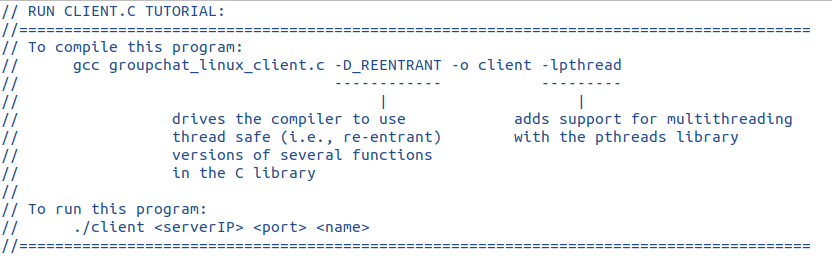 // RUN CLIENT.C TUTORIAL:
//========================================================================================
// To compile this program:
//      gcc groupchat_linux_client.c -D_REENTRANT -o client -lpthread
//                                   ------------           ---------
//                                        |                     |
//                 drives the compiler to use            adds support for multithreading
//                 thread safe (i.e., re-entrant)        with the pthreads library
//                 versions of several functions
//                 in the C library
//
// To run this program:
//      ./client <serverIP> <port> <name>
//========================================================================================